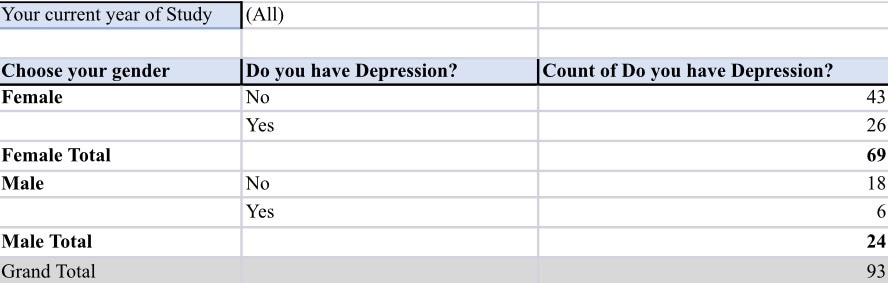 Your current year of Study (All)
Choose your gender Do you have Depression? Count of Do you have Depression?
Female No 43
Yes 26
Female Total 69
Male No 18
Yes 6
Male Total 24
Grand Total 93